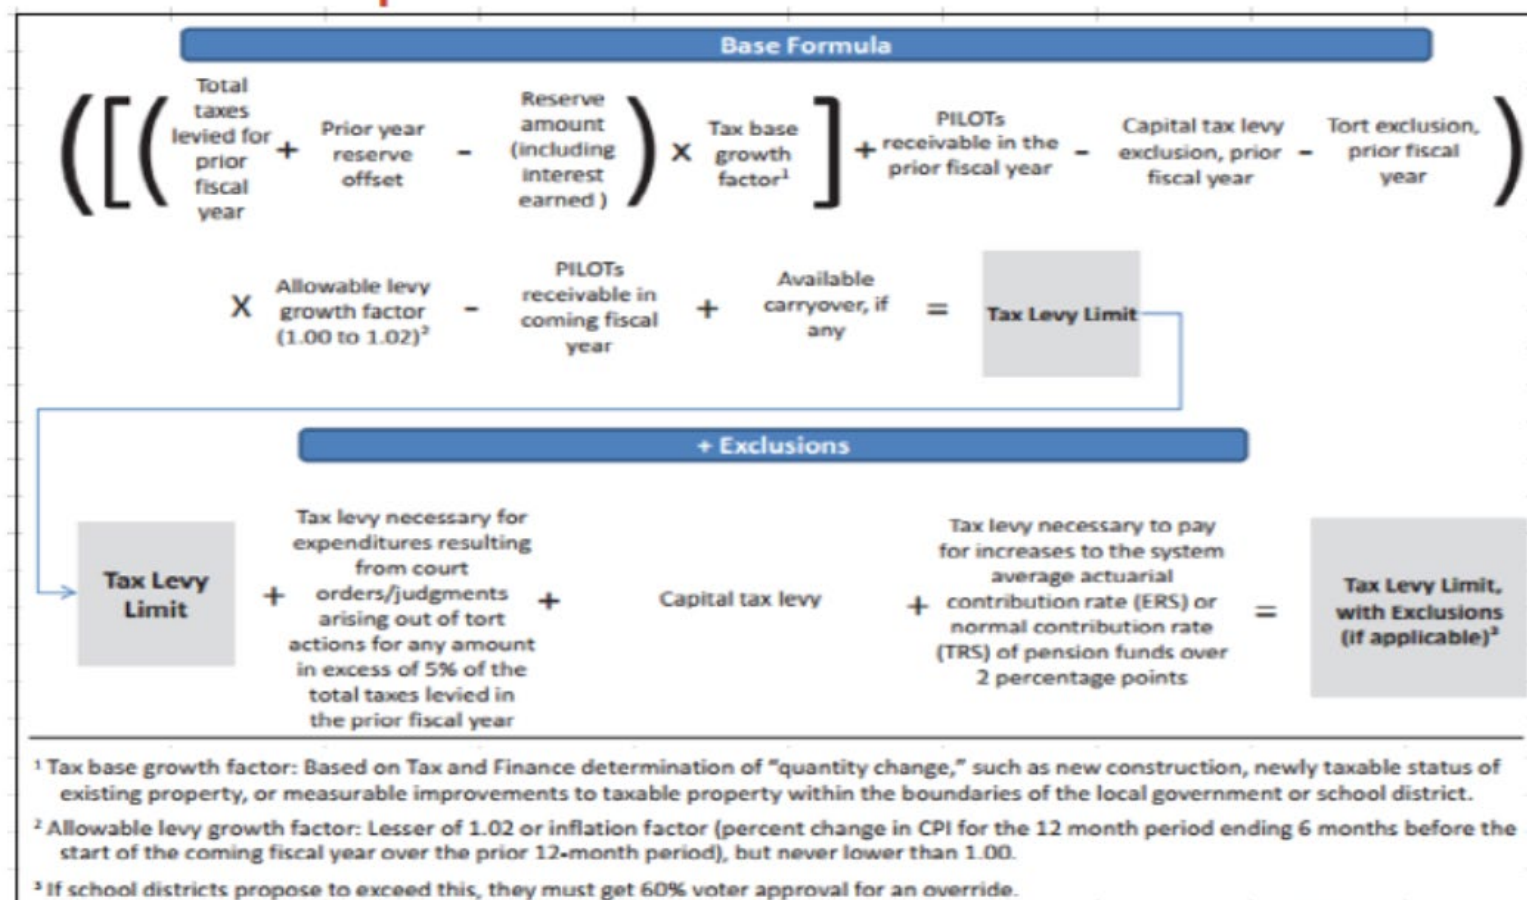 Base Formula
( [ (
Total
taxes
levied for
prior
fiscal
year
+
Prior year
reserve
offset
-
Reserve
amount
(including
interest
earned )
)
x
Tax base
growth
factor¹
]
+
PILOTs
receivable in the
prior fiscal year
-
Capital tax levy
exclusion, prior
fiscal year
-
Tort exclusion,
prior fiscal
year
)
X
Allowable levy
growth factor
(1.00 to 1.02)²
-
PILOTs
receivable in
coming fiscal
year
+
Available
carryover, if
any
=
Tax Levy Limit
+ Exclusions
Tax Levy
Limit
+
Tax levy necessary for
expenditures resulting
from court
orders/judgments
arising out of tort
actions for any amount
in excess of 5% of the
total taxes levied in
the prior fiscal year
+
Capital tax levy
+
Tax levy necessary to pay
for increases to the system
average actuarial
contribution rate (ERS) or
normal contribution rate
(TRS) of pension funds over
2 percentage points
=
Tax Levy Limit,
with Exclusions
(if applicable)³
¹ Tax base growth factor: Based on Tax and Finance determination of "quantity change," such as new construction, newly taxable status of
existing property, or measurable improvements to taxable property within the boundaries of the local government or school district.
² Allowable levy growth factor: Lesser of 1.02 or inflation factor (percent change in CPI for the 12 month period ending 6 months before the
start of the coming fiscal year over the prior 12-month period), but never lower than 1.00.
³ If school districts propose to exceed this, they must get 60% voter approval for an override.